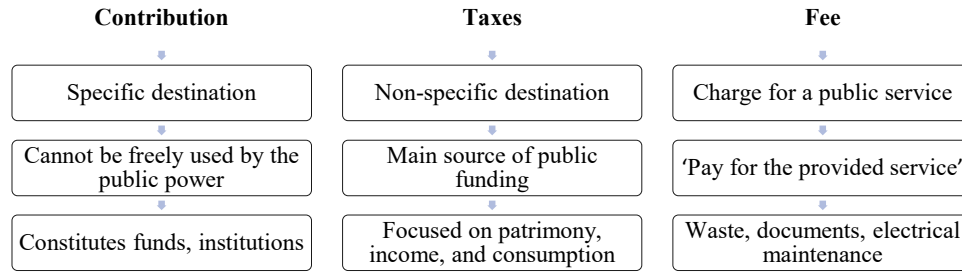 Contribution
Specific destination
Cannot be freely used by the
public power
Constitutes funds, institutions
Taxes
Non-specific destination
Main source of public
funding
Focused on patrimony,
income, and consumption
Fee
Charge for a public service
‘Pay for the provided service’
Waste, documents, electrical
maintenance